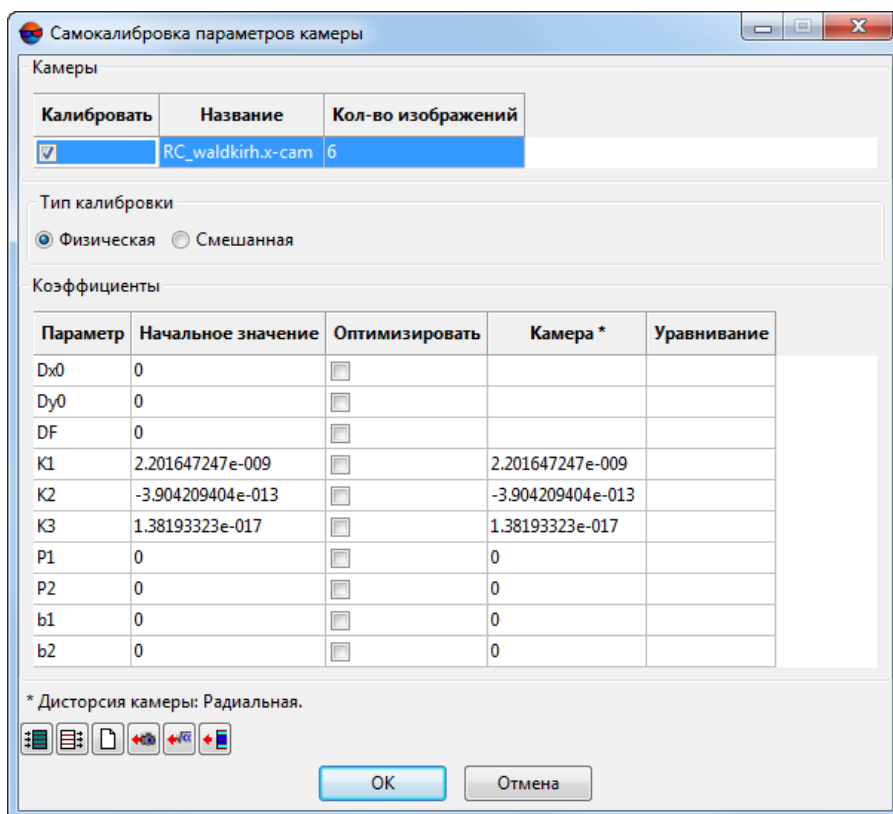 Самокалибровка параметров камеры
Камеры
Калибровать Название Кол-во изображений
RC_waldkirh.x-cam 6
Тип калибровки
Физическая Смешанная
Коэффициенты
Параметр Начальное значение Оптимизировать Камера * Уравнивание
Dx0 0
Dy0 0
DF 0
K1 2.201647247e-009 2.201647247e-009
K2 -3.904209404e-013 -3.904209404e-013
K3 1.38193323e-017 1.38193323e-017
P1 0 0
P2 0 0
b1 0 0
b2 0 0
* Дисторсия камеры: Радиальная.
OK Отмена